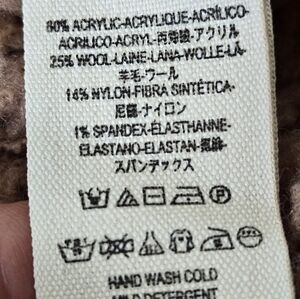 60% ACRYLIC-ACRYLIQUE-ACRÍLICO-
ACRILICO-ACRYL-丙烯酸-アクリル
25% WOOL-LAINE-LANA-WOLLE-LÃ-
羊毛-ウール
14% NYLON-FIBRA SINTÉTICA-
尼龍-ナイロン
1% SPANDEX-ÉLASTHANNE-
ELASTANO-ELASTAN-氨綸-
スパンデックス
HAND WASH COLD
MILD DETERGENT